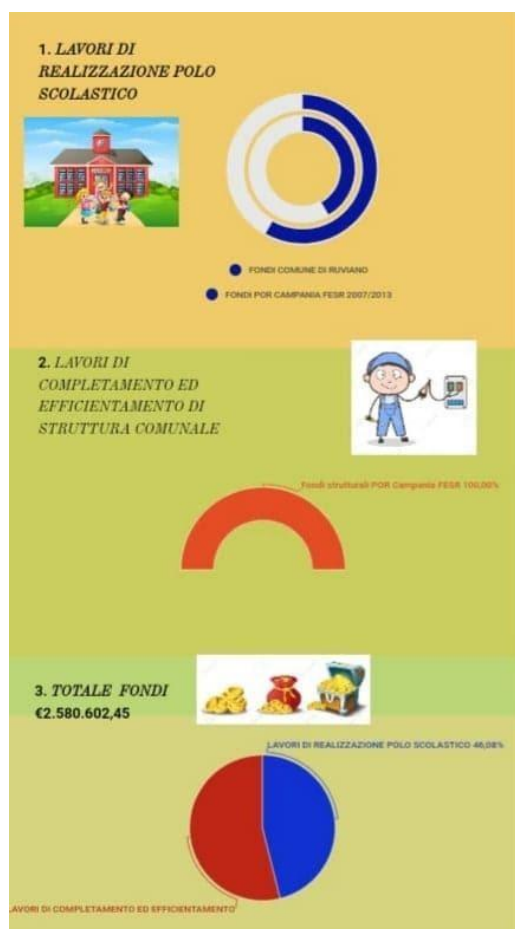 1. LAVORI DI
REALIZZAZIONE POLO
SCOLASTICO
FONDI COMUNE DI RUVIANO
FONDI POR CAMPANIA FESR 2007/2013
2. LAVORI DI
COMPLETAMENTO ED
EFFICIENTAMENTO DI
STRUTTURA COMUNALE
Fondi strutturali POR Campania FESR 100,00%
3. TOTALE FONDI
€2.580.602,45
LAVORI DI REALIZZAZIONE POLO SCOLASTICO 46,08%
LAVORI DI COMPLETAMENTO ED EFFICIENTAMENTO